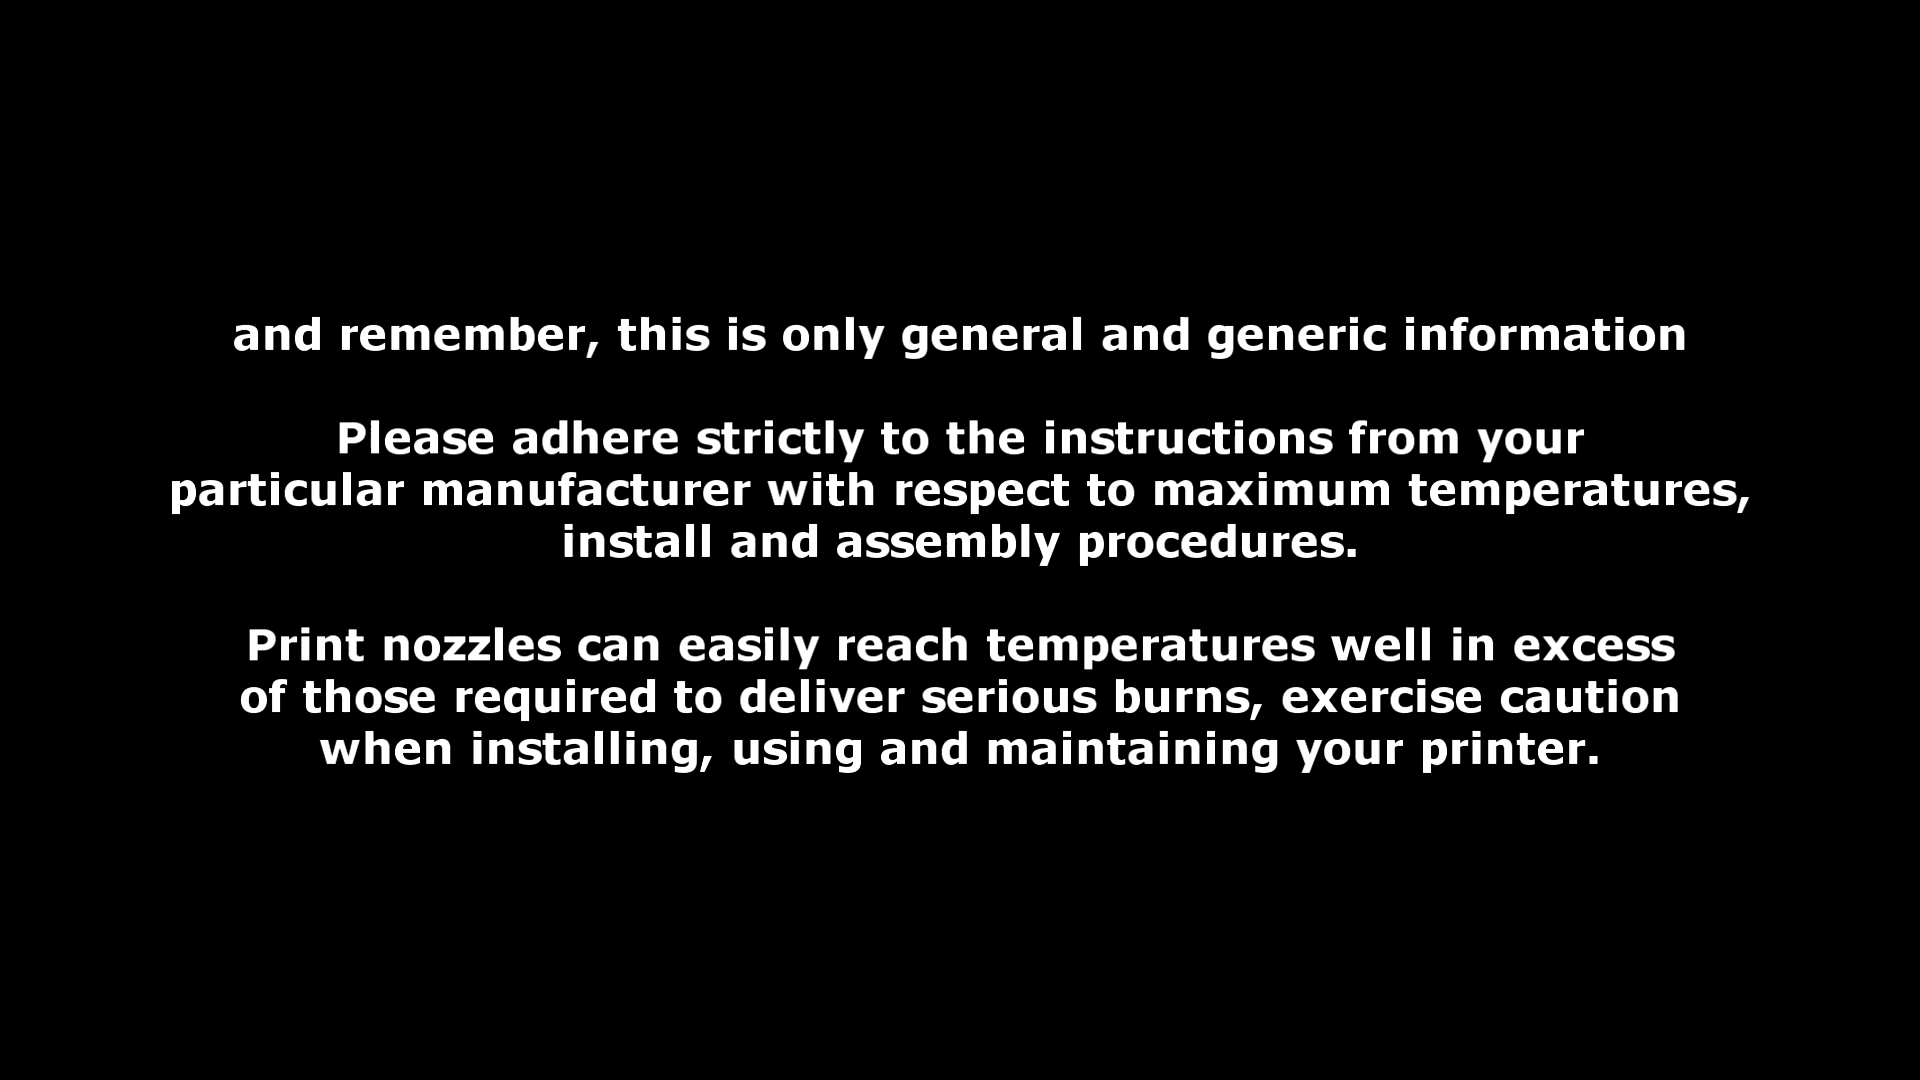 and remember, this is only general and generic information
Please adhere strictly to the instructions from your
particular manufacturer with respect to maximum temperatures,
install and assembly procedures.
Print nozzles can easily reach temperatures well in excess
of those required to deliver serious burns, exercise caution
when installing, using and maintaining your printer.